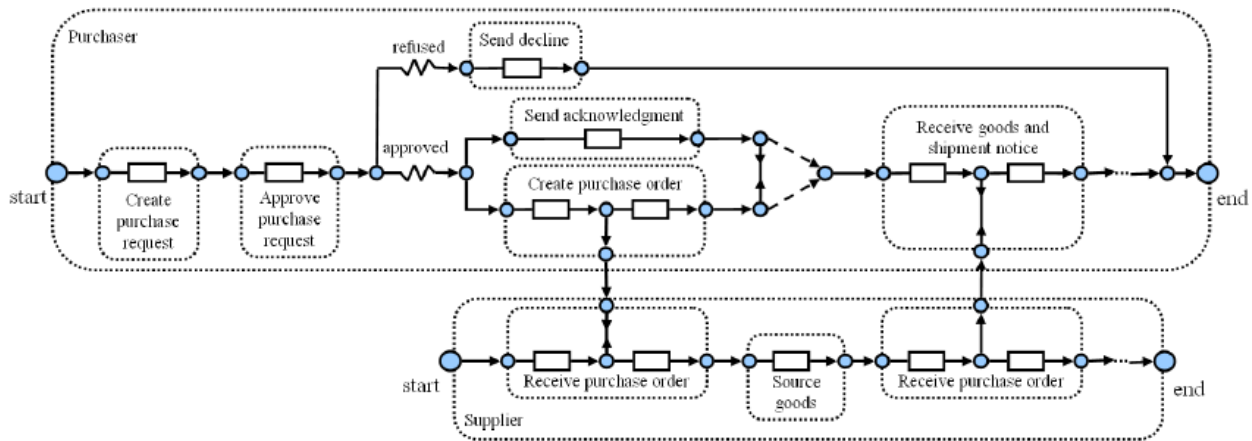 Purchaser
refused
Send decline
approved
Send acknowledgment
Receive goods and
shipment notice
start
Create
purchase
request
Approve
purchase
request
Create purchase order
end
start
Receive purchase order
Source
goods
Receive purchase order
end
Supplier